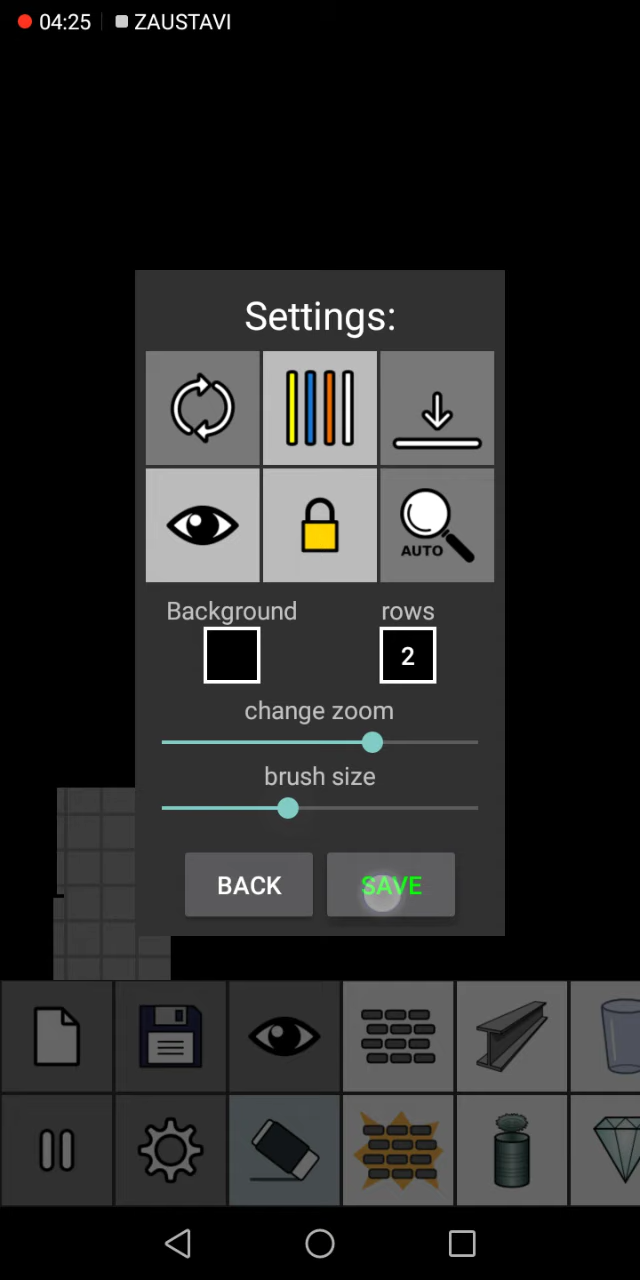 04:25 ZAUSTAVI
Settings:
AUTO
Background rows
2
change zoom
brush size
BACK SAVE